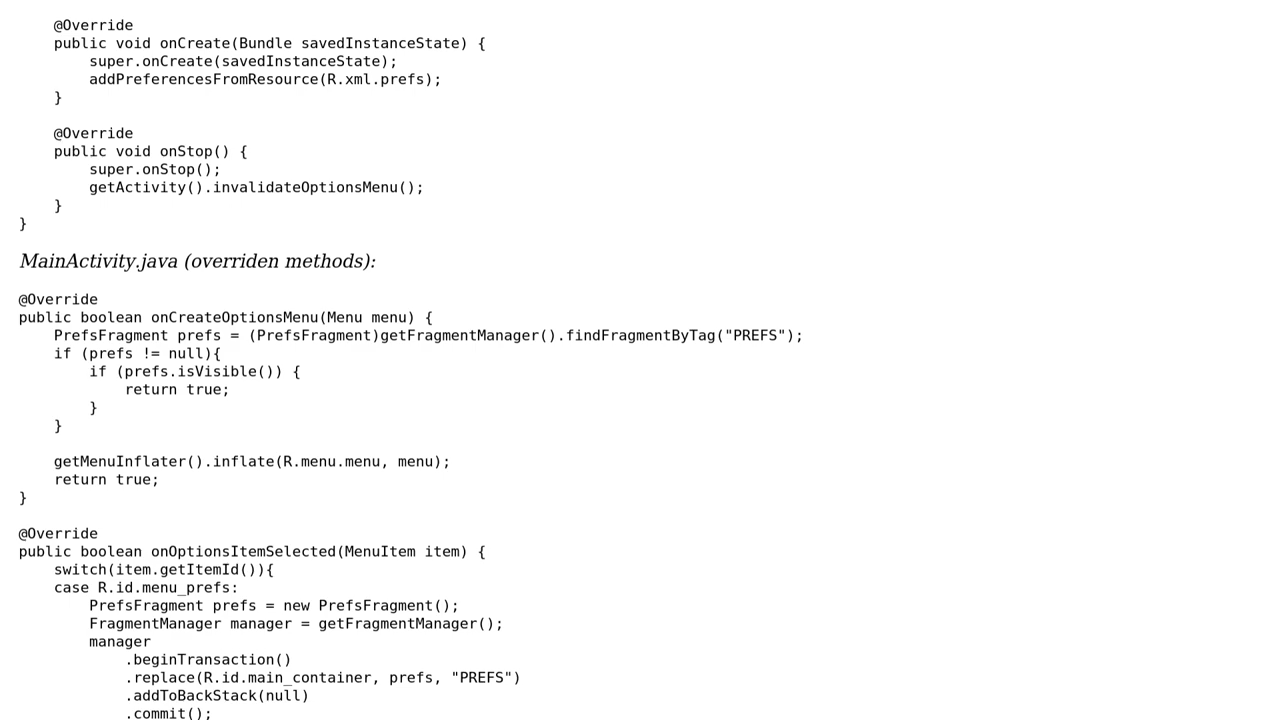 @Override
    public void onCreate(Bundle savedInstanceState) {
        super.onCreate(savedInstanceState);
        addPreferencesFromResource(R.xml.prefs);
    }

    @Override
    public void onStop() {
        super.onStop();
        getActivity().invalidateOptionsMenu();
    }
}
MainActivity.java (overriden methods):
@Override
public boolean onCreateOptionsMenu(Menu menu) {
    PrefsFragment prefs = (PrefsFragment)getFragmentManager().findFragmentByTag("PREFS");
    if (prefs != null){
        if (prefs.isVisible()) {
            return true;
        }
    }

    getMenuInflater().inflate(R.menu.menu, menu);
    return true;
}

@Override
public boolean onOptionsItemSelected(MenuItem item) {
    switch(item.getItemId()){
    case R.id.menu_prefs:
        PrefsFragment prefs = new PrefsFragment();
        FragmentManager manager = getFragmentManager();
        manager
            .beginTransaction()
            .replace(R.id.main_container, prefs, "PREFS")
            .addToBackStack(null)
            .commit();